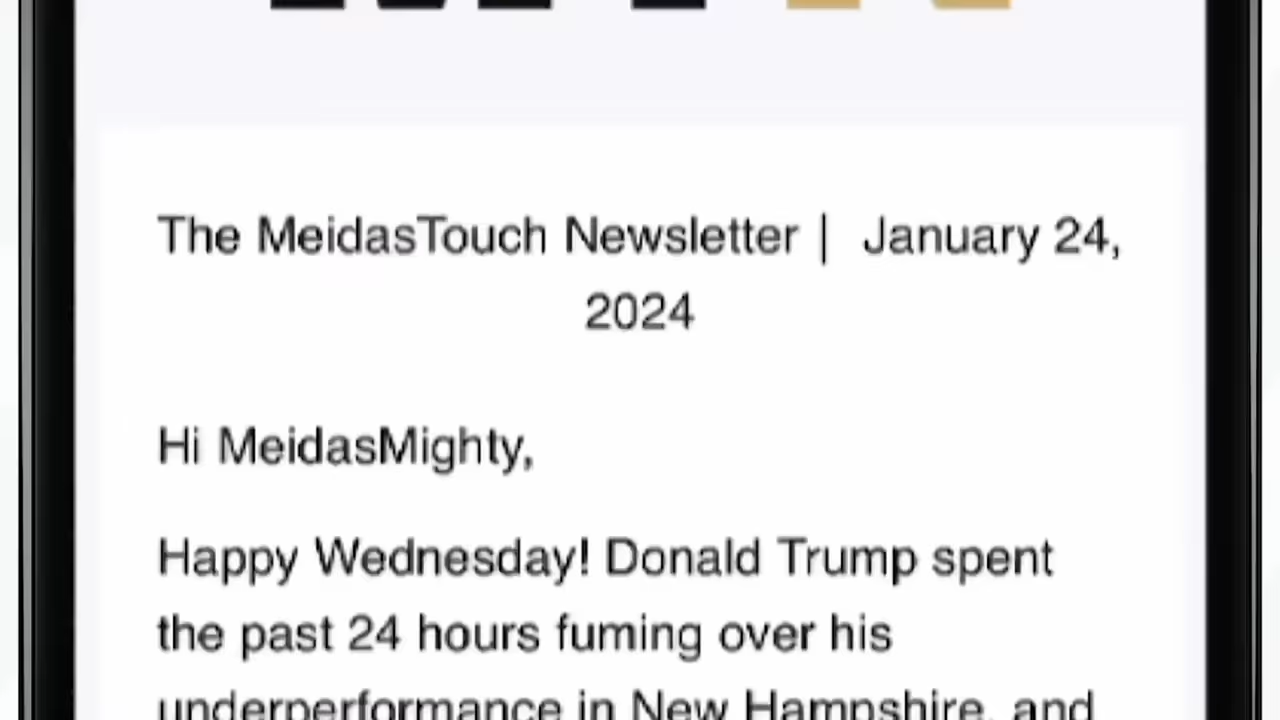 The MeidasTouch Newsletter | January 24,
2024
Hi MeidasMighty,
Happy Wednesday! Donald Trump spent
the past 24 hours fuming over his
underperformance in New Hampshire, and